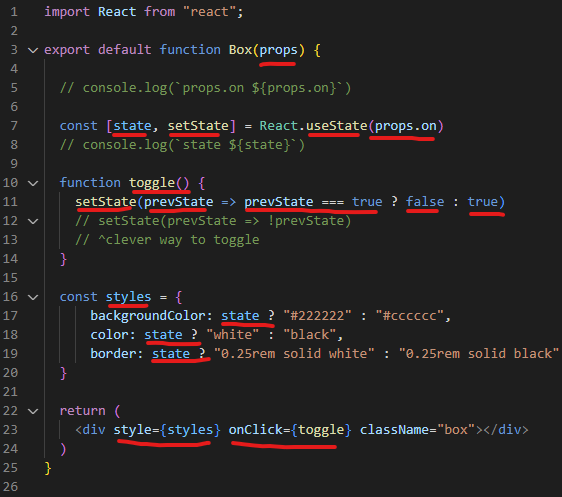 1 import React from "react";
2
3 export default function Box(props) {
4
5 // console.log(`props.on ${props.on}`)
6
7 const [state, setState] = React.useState(props.on)
8 // console.log(`state ${state}`)
9
10 function toggle() {
11 setState(prevState => prevState === true ? false : true)
12 // setState(prevState => !prevState)
13 // ^clever way to toggle
14 }
15
16 const styles = {
17 backgroundColor: state ? "#222222" : "#cccccc",
18 color: state ? "white" : "black",
19 border: state ? "0.25rem solid white" : "0.25rem solid black"
20 }
21
22 return (
23 <div style={styles} onClick={toggle} className="box"></div>
24 )
25 }
26